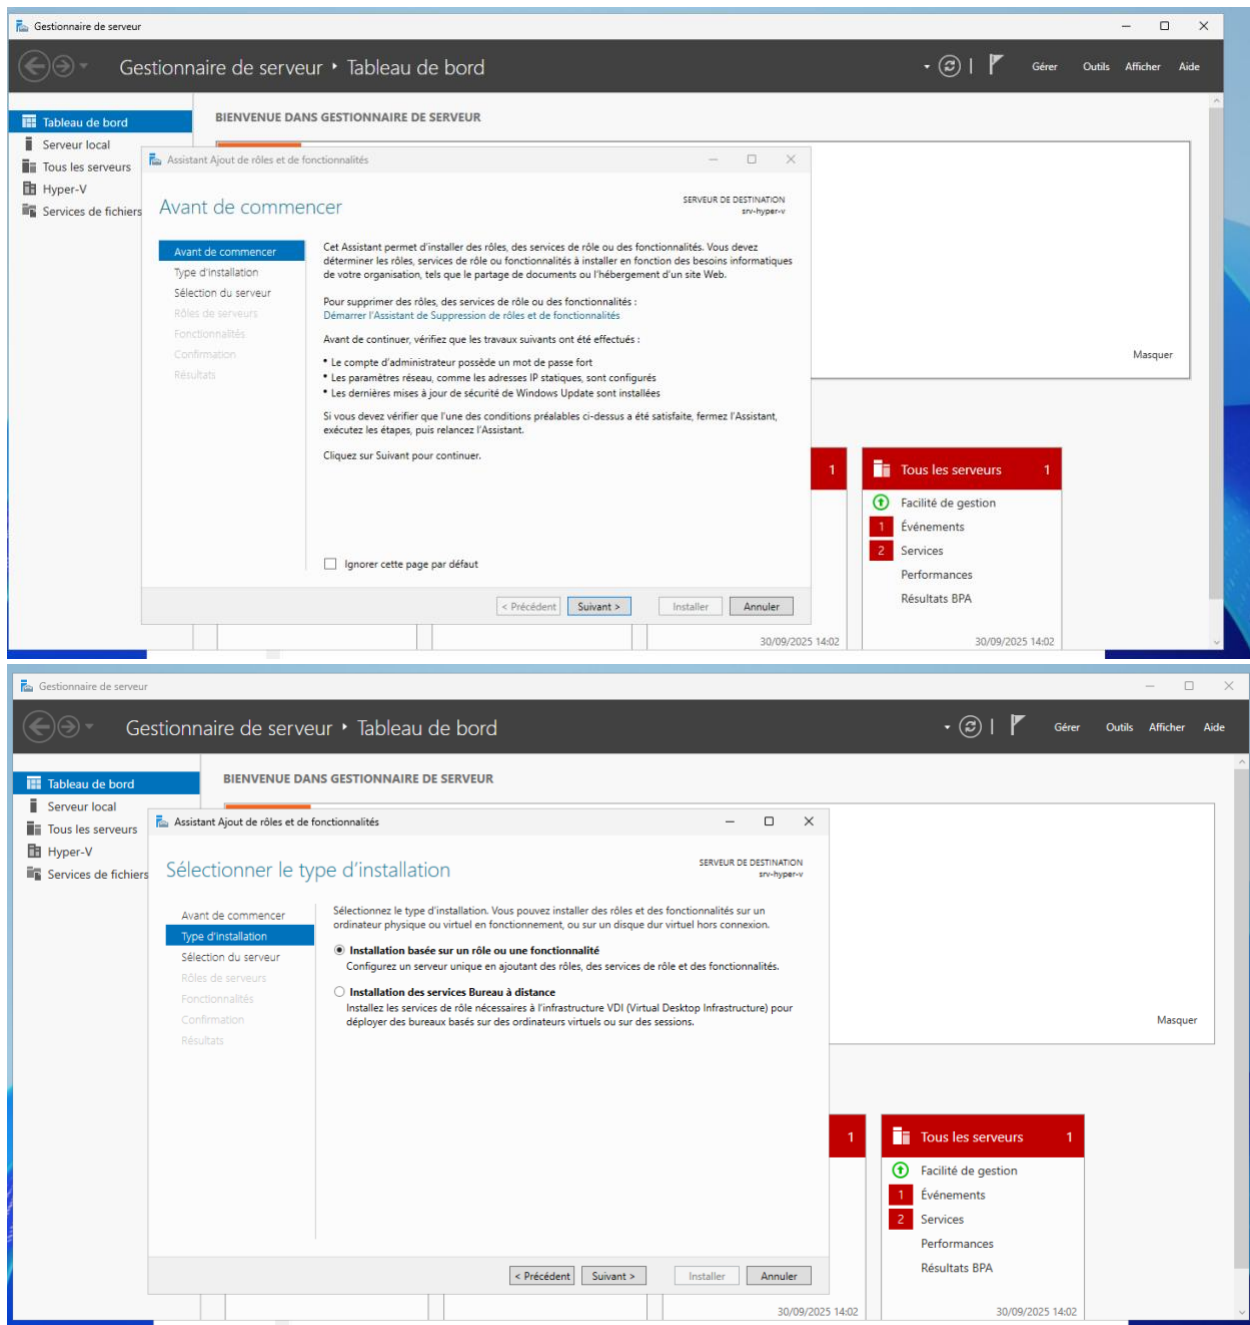 Gestionnaire de serveur
Gestionnaire de serveur ‣ Tableau de bord
Gérer Outils Afficher Aide
Tableau de bord
Serveur local
Tous les serveurs
Hyper-V
Services de fichiers
BIENVENUE DANS GESTIONNAIRE DE SERVEUR
Assistant Ajout de rôles et de fonctionnalités
Avant de commencer
SERVEUR DE DESTINATION
srv-hyper-v
Avant de commencer
Type d'installation
Sélection du serveur
Rôles de serveurs
Fonctionnalités
Confirmation
Résultats
Cet Assistant permet d'installer des rôles, des services de rôle ou des fonctionnalités. Vous devez
déterminer les rôles, services de rôle ou fonctionnalités à installer en fonction des besoins informatiques
de votre organisation, tels que le partage de documents ou l'hébergement d'un site Web.
Pour supprimer des rôles, des services de rôle ou des fonctionnalités :
Démarrer l'Assistant de Suppression de rôles et de fonctionnalités
Avant de continuer, vérifiez que les travaux suivants ont été effectués :
• Le compte d'administrateur possède un mot de passe fort
• Les paramètres réseau, comme les adresses IP statiques, sont configurés
• Les dernières mises à jour de sécurité de Windows Update sont installées
Si vous devez vérifier que l'une des conditions préalables ci-dessus a été satisfaite, fermez l'Assistant,
exécutez les étapes, puis relancez l'Assistant.
Cliquez sur Suivant pour continuer.
Ignorer cette page par défaut
< Précédent Suivant > Installer Annuler
Masquer
1
Tous les serveurs 1
Facilité de gestion
1 Événements
2 Services
Performances
Résultats BPA
30/09/2025 14:02
30/09/2025 14:02
Gestionnaire de serveur
Gestionnaire de serveur ‣ Tableau de bord
Gérer Outils Afficher Aide
Tableau de bord
Serveur local
Tous les serveurs
Hyper-V
Services de fichiers
BIENVENUE DANS GESTIONNAIRE DE SERVEUR
Assistant Ajout de rôles et de fonctionnalités
Sélectionner le type d'installation
SERVEUR DE DESTINATION
srv-hyper-v
Avant de commencer
Type d'installation
Sélection du serveur
Rôles de serveurs
Fonctionnalités
Confirmation
Résultats
Sélectionnez le type d'installation. Vous pouvez installer des rôles et des fonctionnalités sur un
ordinateur physique ou virtuel en fonctionnement, ou sur un disque dur virtuel hors connexion.
Installation basée sur un rôle ou une fonctionnalité
Configurez un serveur unique en ajoutant des rôles, des services de rôle et des fonctionnalités.
Installation des services Bureau à distance
Installez les services de rôle nécessaires à l'infrastructure VDI (Virtual Desktop Infrastructure) pour
déployer des bureaux basés sur des ordinateurs virtuels ou sur des sessions.
< Précédent Suivant > Installer Annuler
Masquer
1
Tous les serveurs 1
Facilité de gestion
1 Événements
2 Services
Performances
Résultats BPA
30/09/2025 14:02
30/09/2025 14:02